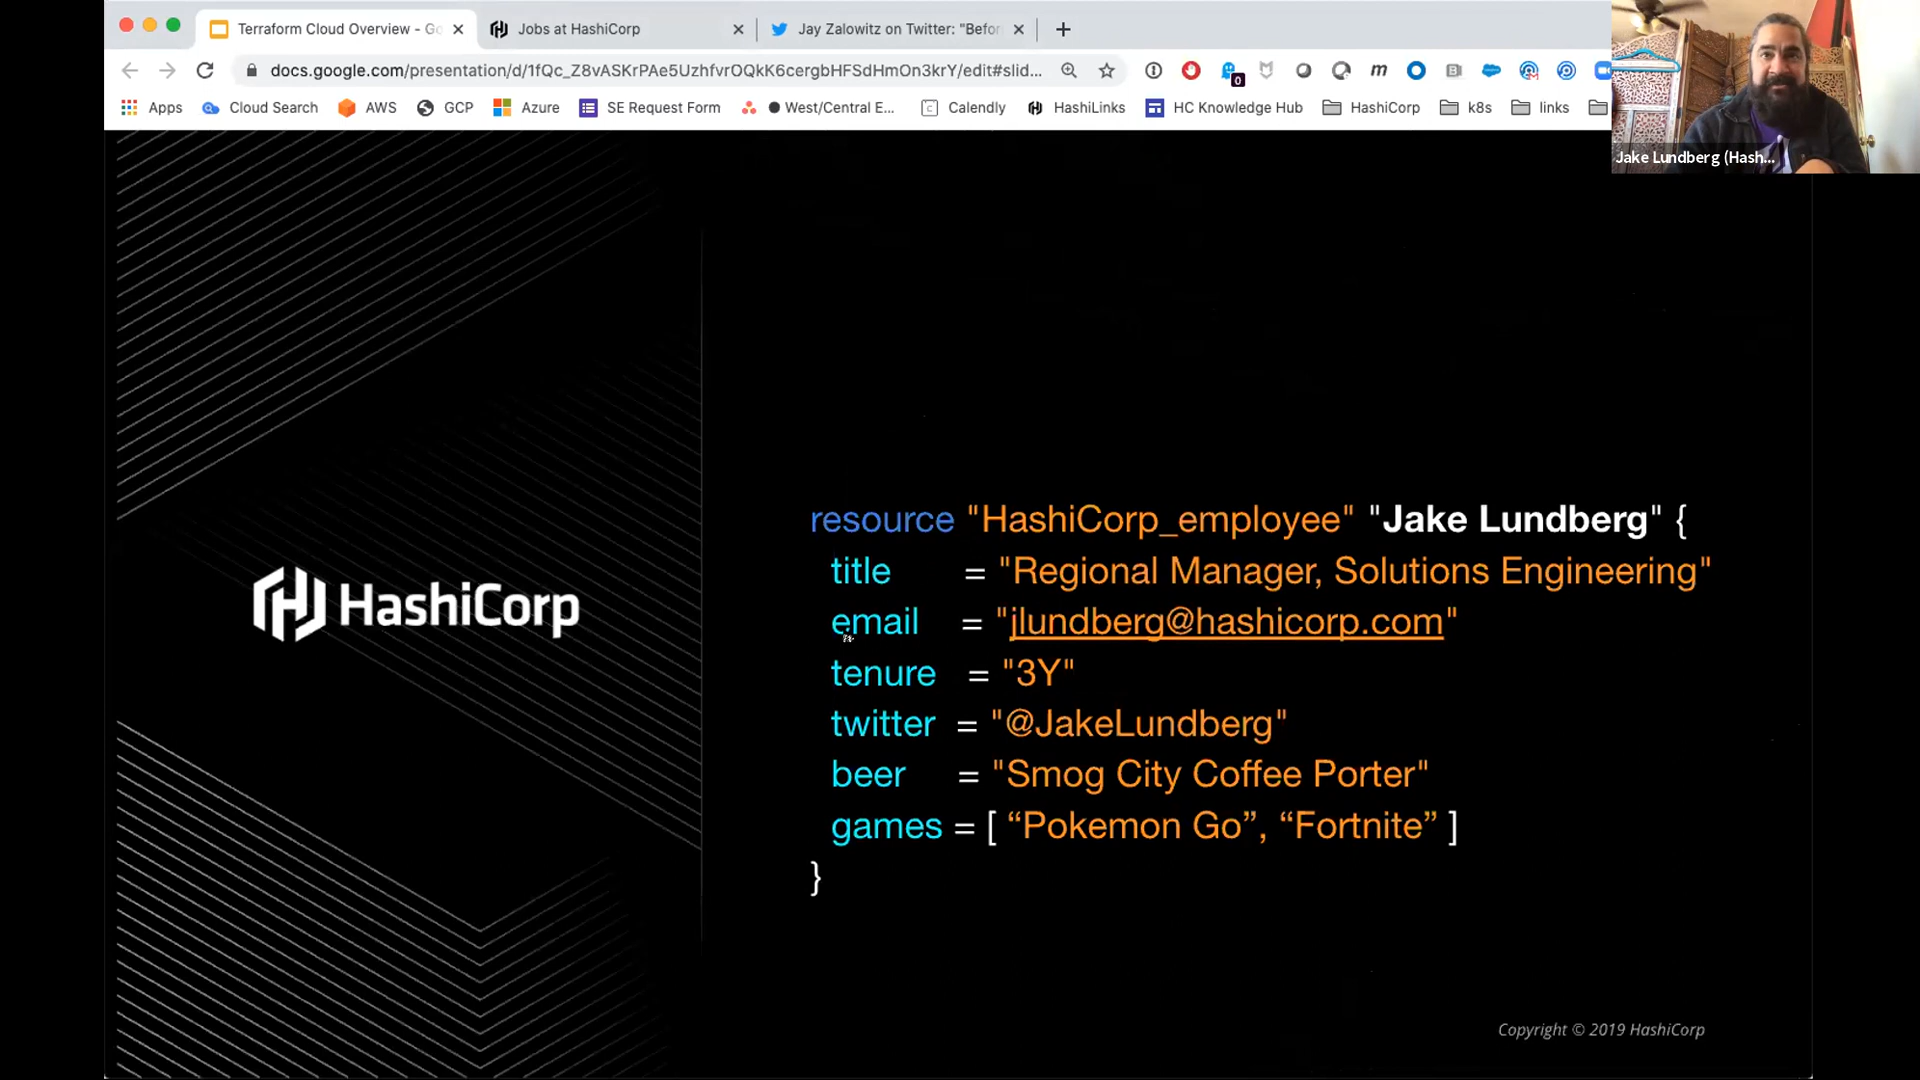 Terraform Cloud Overview - Go
Jobs at HashiCorp
Jay Zalowitz on Twitter: "Befor
docs.google.com/presentation/d/1fQc_Z8vASKrPAe5UzhfvrOQkK6cergbHFSdHmOn3krY/edit#slid...
Apps
Cloud Search
AWS
GCP
Azure
SE Request Form
West/Central E...
Calendly
HashiLinks
HC Knowledge Hub
HashiCorp
k8s
links
Jake Lundberg (Hash...
HashiCorp
resource "HashiCorp_employee" "Jake Lundberg" {
title = "Regional Manager, Solutions Engineering"
email = "jlundberg@hashicorp.com"
tenure = "3Y"
twitter = "@JakeLundberg"
beer = "Smog City Coffee Porter"
games = [ “Pokemon Go”, “Fortnite” ]
}
Copyright © 2019 HashiCorp